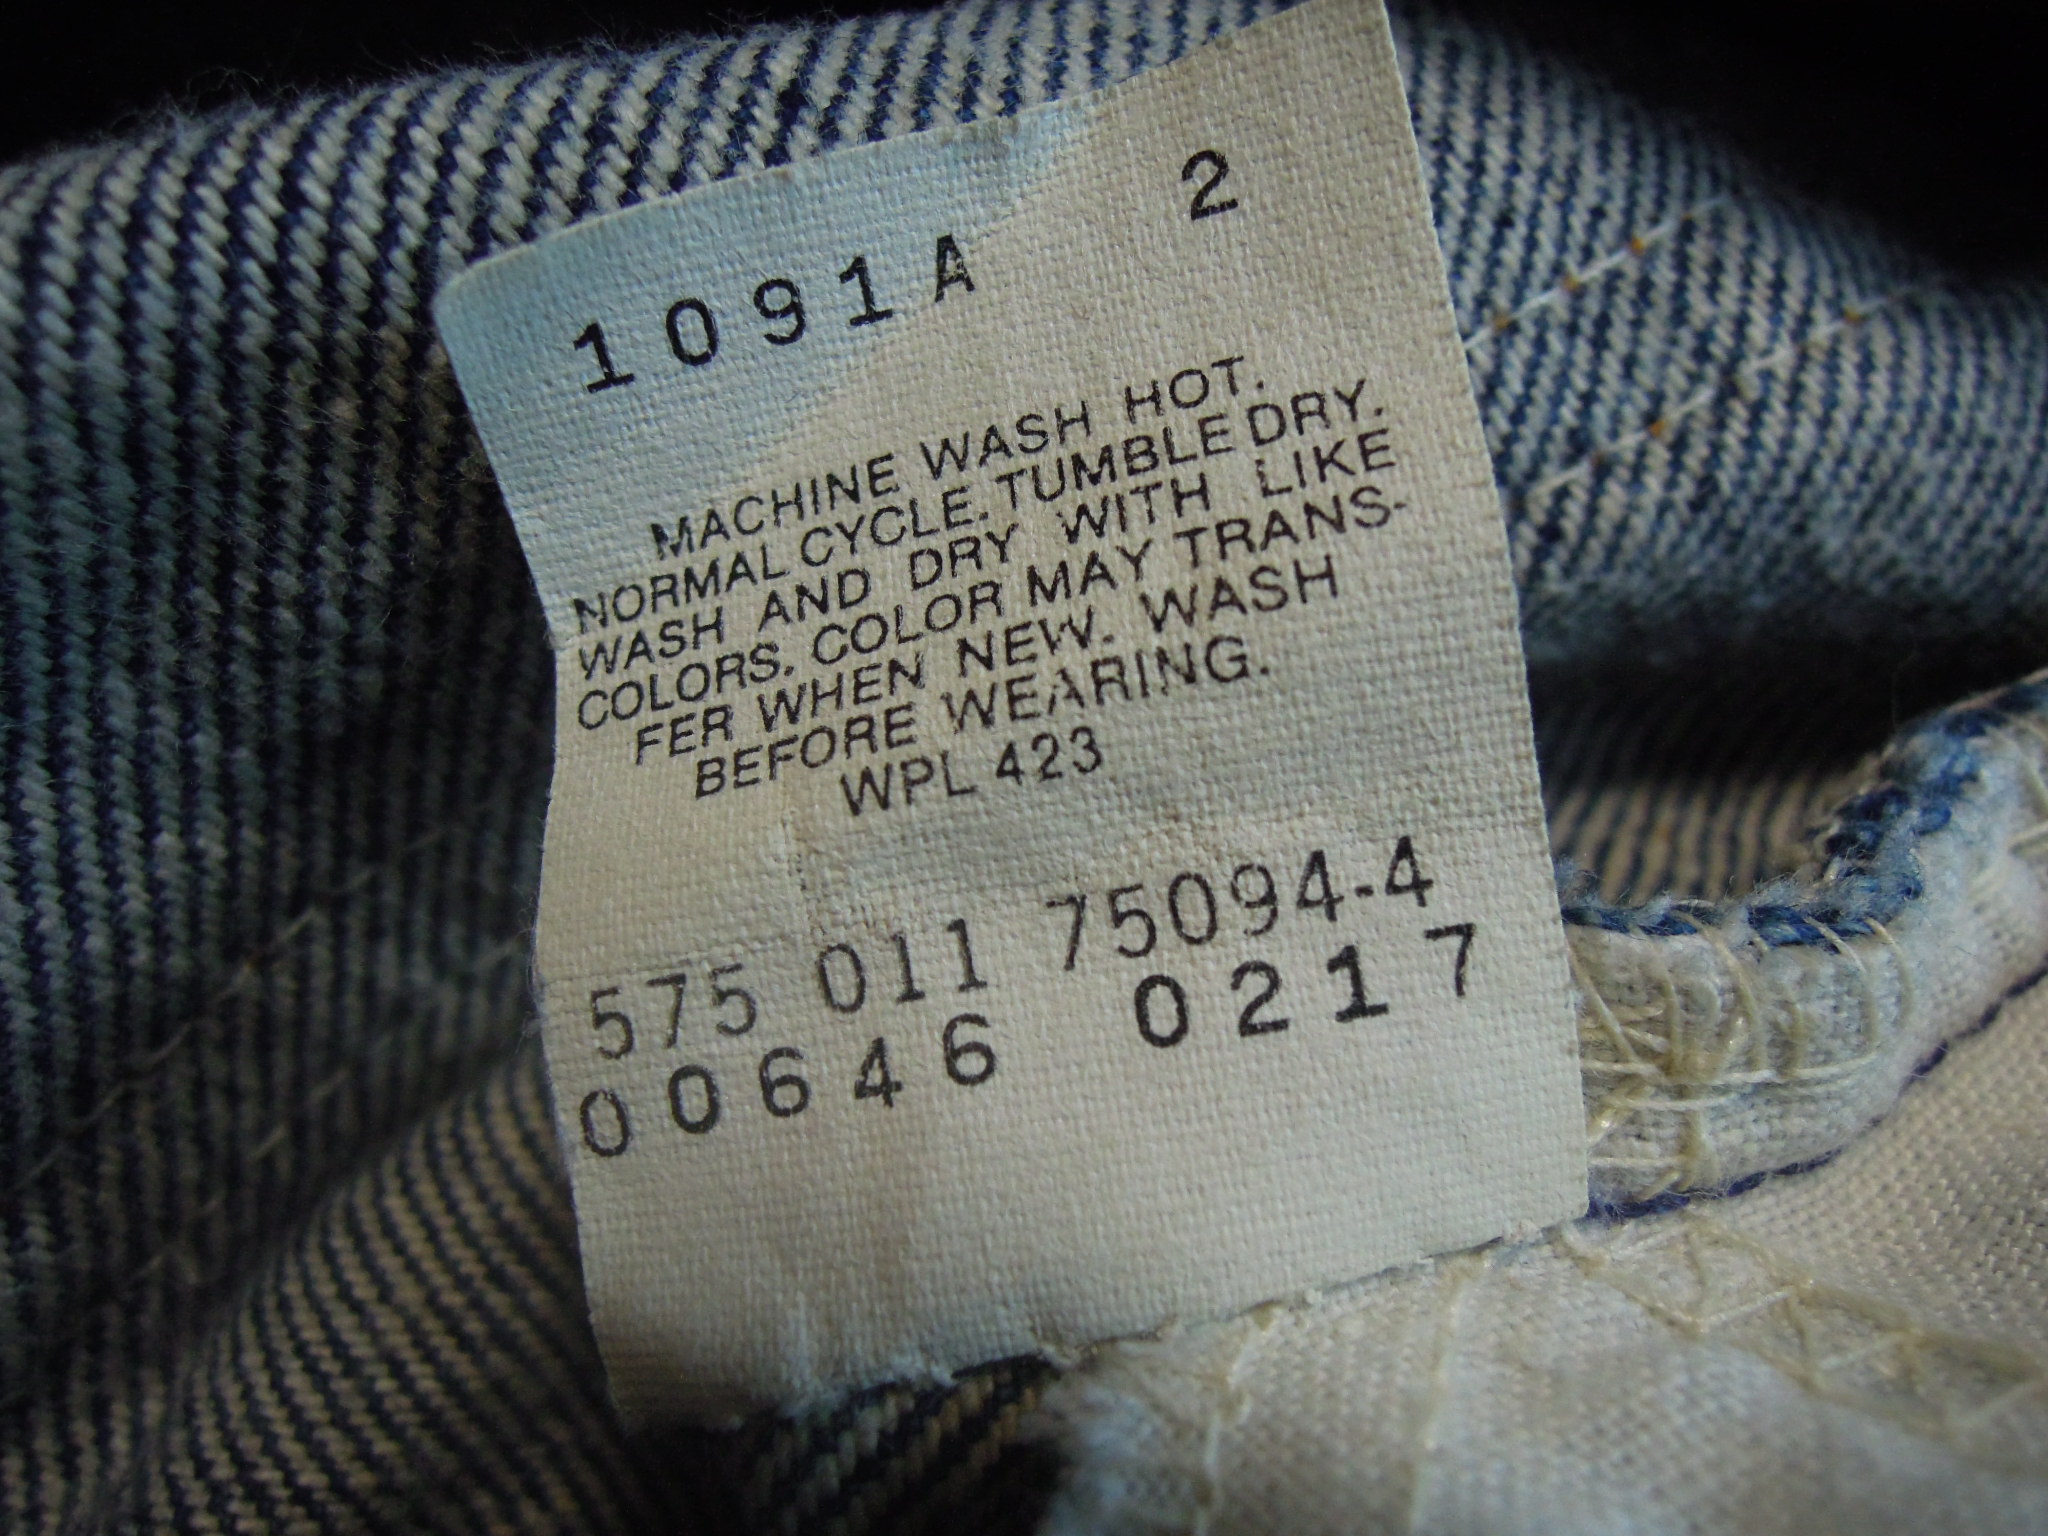 1091A 2
MACHINE WASH HOT.
NORMAL CYCLE. TUMBLE DRY.
WASH AND DRY WITH LIKE
COLORS. COLOR MAY TRANS-
FER WHEN NEW. WASH
BEFORE WEARING.
WPL 423
575 011 75094-4
00646 0217